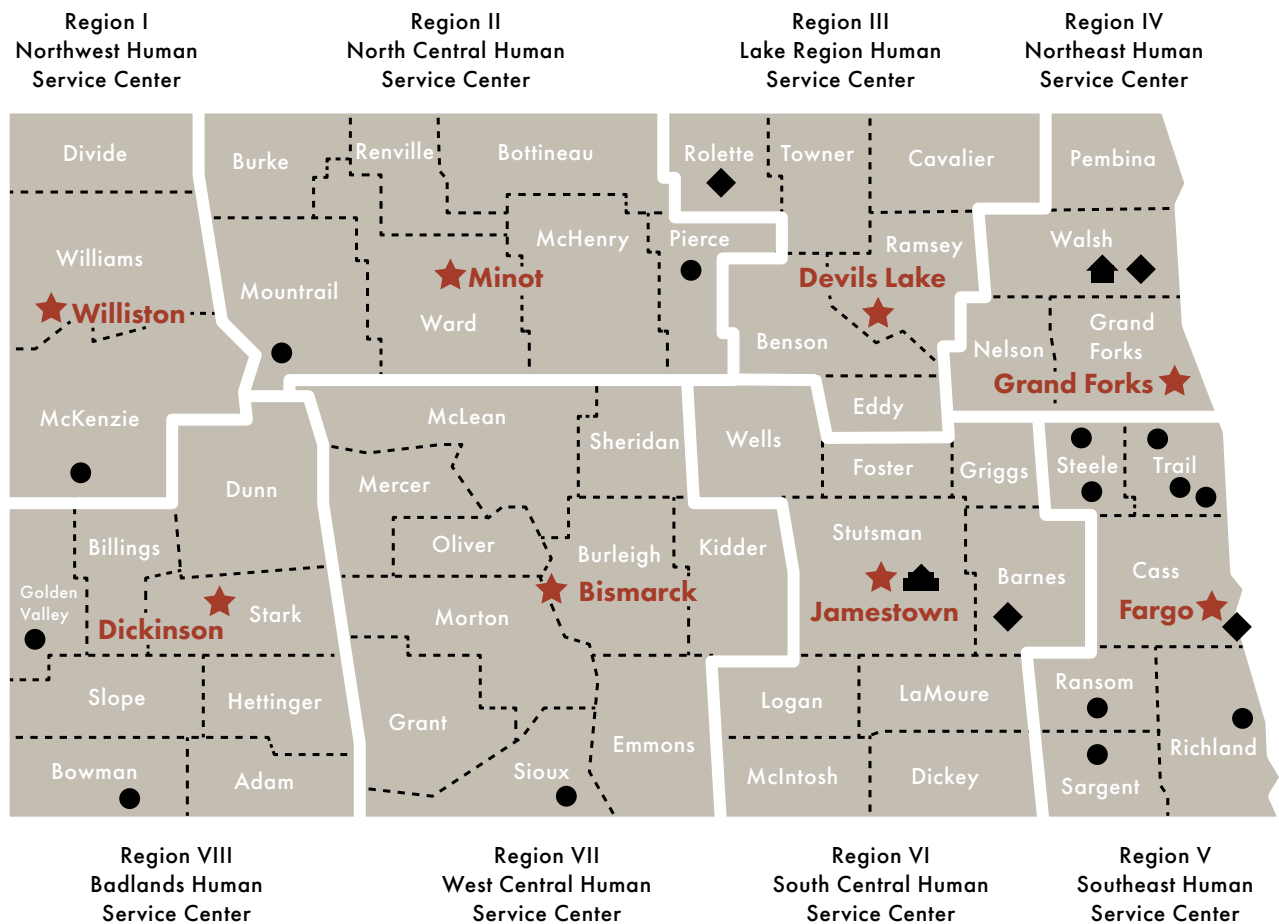 Region I
Northwest Human
Service Center
Region II
North Central Human
Service Center
Region III
Lake Region Human
Service Center
Region IV
Northeast Human
Service Center
Divide
Burke
Renville
Bottineau
Rolette
Towner
Cavalier
Pembina
Williams
McHenry
Pierce
Ramsey
Walsh
Minot
Devils Lake
Mountrail
Williston
Ward
Benson
Nelson
Grand
Forks
Grand Forks
McKenzie
McLean
Sheridan
Wells
Eddy
Foster
Griggs
Steele
Trail
Dunn
Mercer
Billings
Oliver
Burleigh
Kidder
Stutsman
Barnes
Cass
Golden
Valley
Stark
Dickinson
Morton
Bismarck
Jamestown
Fargo
Slope
Hettinger
Grant
Emmons
Logan
LaMoure
Ransom
Richland
Bowman
Adam
Sioux
McIntosh
Dickey
Sargent
Region VIII
Badlands Human
Service Center
Region VII
West Central Human
Service Center
Region VI
South Central Human
Service Center
Region V
Southeast Human
Service Center